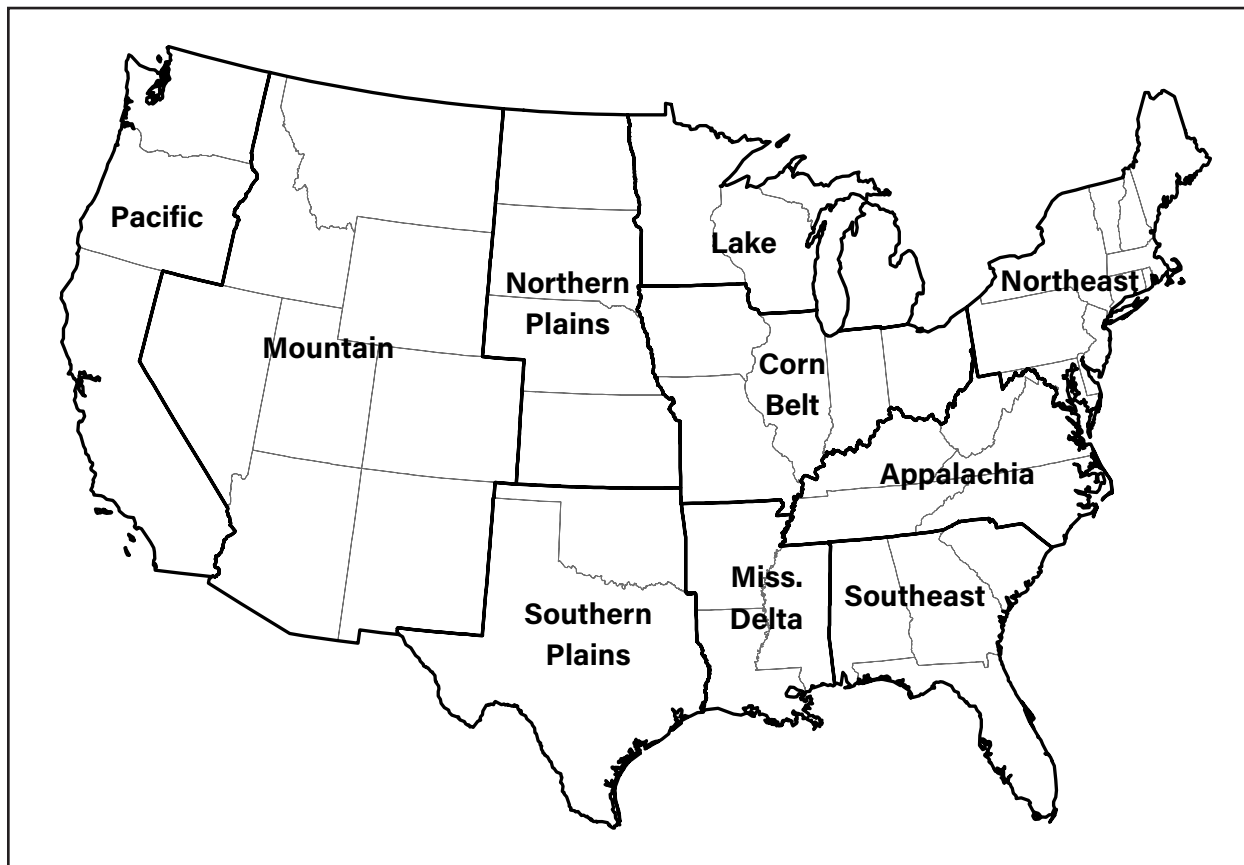 Pacific
Lake
Northern
Plains
Northeast
Mountain
Corn
Belt
Appalachia
Miss.
Delta
Southeast
Southern
Plains